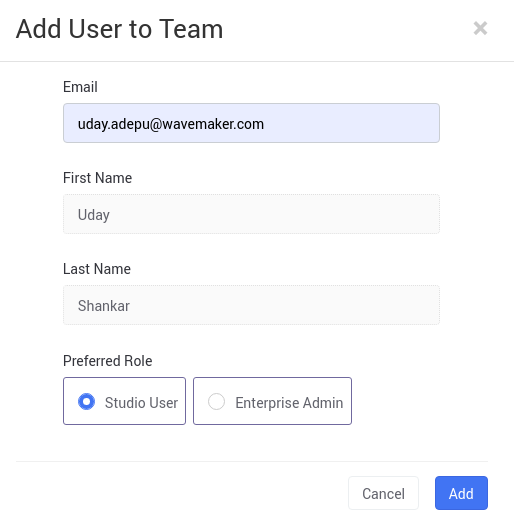 Add User to Team
Email
uday.adepu@wavemaker.com
First Name
Uday
Last Name
Shankar
Preferred Role
Studio User Enterprise Admin
Cancel Add